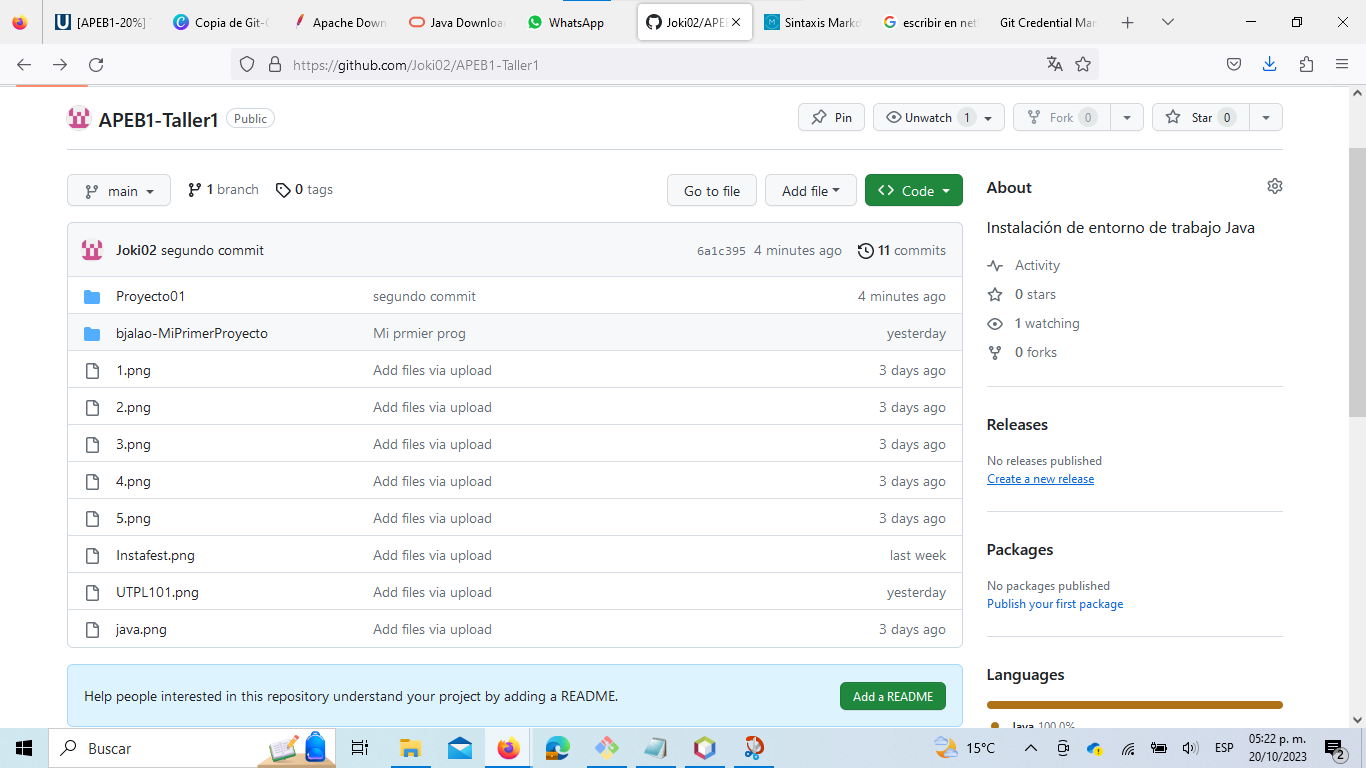 [APEB1-20%]
Copia de Git-G
Apache Down
Java Downloa
WhatsApp
Joki02/APEB
Sintaxis Markd
escribir en net
Git Credential Man
https://github.com/Joki02/APEB1-Taller1
APEB1-Taller1 Public
Pin
Unwatch 1
Fork 0
Star 0
main
1 branch
0 tags
Go to file
Add file
Code
Joki02 segundo commit 6a1c395 4 minutes ago 11 commits
Proyecto01 segundo commit 4 minutes ago
bjalao-MiPrimerProyecto Mi prmier prog yesterday
1.png Add files via upload 3 days ago
2.png Add files via upload 3 days ago
3.png Add files via upload 3 days ago
4.png Add files via upload 3 days ago
5.png Add files via upload 3 days ago
Instafest.png Add files via upload last week
UTPL101.png Add files via upload yesterday
java.png Add files via upload 3 days ago
Help people interested in this repository understand your project by adding a README.
Add a README
About
Instalación de entorno de trabajo Java
Activity
0 stars
1 watching
0 forks
Releases
No releases published
Create a new release
Packages
No packages published
Publish your first package
Languages
Java 100.0%
Buscar
15°C
ESP
05:22 p. m.
20/10/2023
2